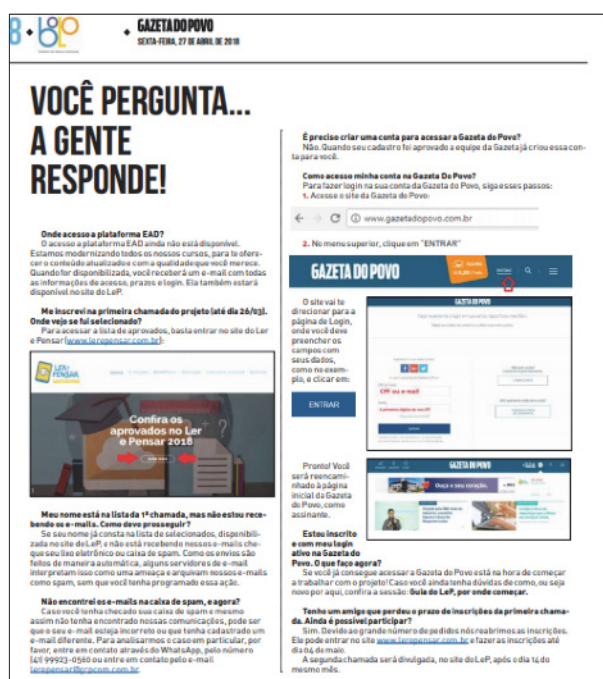 8
GAZETA DO POVO
SEXTA-FEIRA, 27 DE ABRIL DE 2018
VOCÊ PERGUNTA...
A GENTE
RESPONDE!
Onde acesso a plataforma EAD?
O acesso a plataforma EAD ainda não está disponível.
Estamos modernizando todos os nossos cursos, para te ofere-
cer o conteúdo atualizados e com a qualidade que você merece.
Quando for disponibilizada, você receberá um e-mail com todas
as informações de acesso, prazos e login. Ela também estará
disponível no site do LeP.
Me inscrevi na primeira chamada do projeto (até dia 26/03).
Onde vejo se fui selecionado?
Para acessar a lista de aprovados, basta entrar no site do Ler
e Pensar (www.lerepensar.com.br):
LER e
PENSAR
Confira os
aprovados no Ler
e Pensar 2018
Meu nome está na lista da 1ª chamada, mas não estou rece-
bendo os e-mails. Como devo prosseguir?
Se seu nome já consta na lista de selecionados, disponibili-
zada no site do LeP, e não está recebendo nossos e-mails che-
que seu lixo eletrônico ou caixa de spam. Como os envios são
feitos de maneira automática, alguns servidores de e-mail
interpretam isso como uma ameaça e arquivam nossos e-mails
como spam, sem que você tenha programado essa ação.
Não encontrei os e-mails na caixa de spam, e agora?
Caso você tenha checado sua caixa de spam e mesmo
assim não tenha encontrado nossas comunicações, pode ser
que o seu e-mail esteja incorreto ou que tenha cadastrado um
e-mail diferente. Para analisarmos o caso em particular, por
favor, entre em contato através do WhatsApp, pelo número
(41) 99923-0560 ou entre em contato pelo e-mail
lerepensar@grpcom.com.br.
É preciso criar uma conta para acessar a Gazeta do Povo?
Não. Quando seu cadastro foi aprovado a equipe da Gazeta já criou essa con-
ta para você.
Como acesso minha conta na Gazeta Do Povo?
Para fazer login na sua conta da Gazeta do Povo, siga esses passos:
1. Acesse o site da Gazeta do Povo:
www.gazetadopovo.com.br
2. No menu superior, clique em "ENTRAR"
GAZETA DO POVO
ENTRAR
O site vai te
direcionar para a
página de Login,
onde você deve
preencher os
campos com
seus dados,
como no exem-
plo, e clicar em:
ENTRAR
GAZETA DO POVO
CPF ou e-mail
Pronto! Você
será reencami-
nhado à página
inicial da Gazeta
do Povo, como
assinante.
GAZETA DO POVO
Ouça o seu coração.
Estou inscrito
e com meu login
ativo na Gazeta do
Povo. O que faço agora?
Se você já consegue acessar a Gazeta do Povo está na hora de começar
a trabalhar com o projeto! Caso você ainda tenha dúvidas de como, ou seja
novo por aqui, confira a sessão: Guia do LeP, por onde começar.
Tenho um amigo que perdeu o prazo de inscrições da primeira chama-
da. Ainda é possível participar?
Sim. Devido ao grande número de pedidos nós reabrimos as inscrições.
Ele pode entrar no site www.lerepensar.com.br e fazer as inscrições até
dia 04 de maio.
A segunda chamada será divulgada, no site do LeP, após o dia 14 do
mesmo mês.